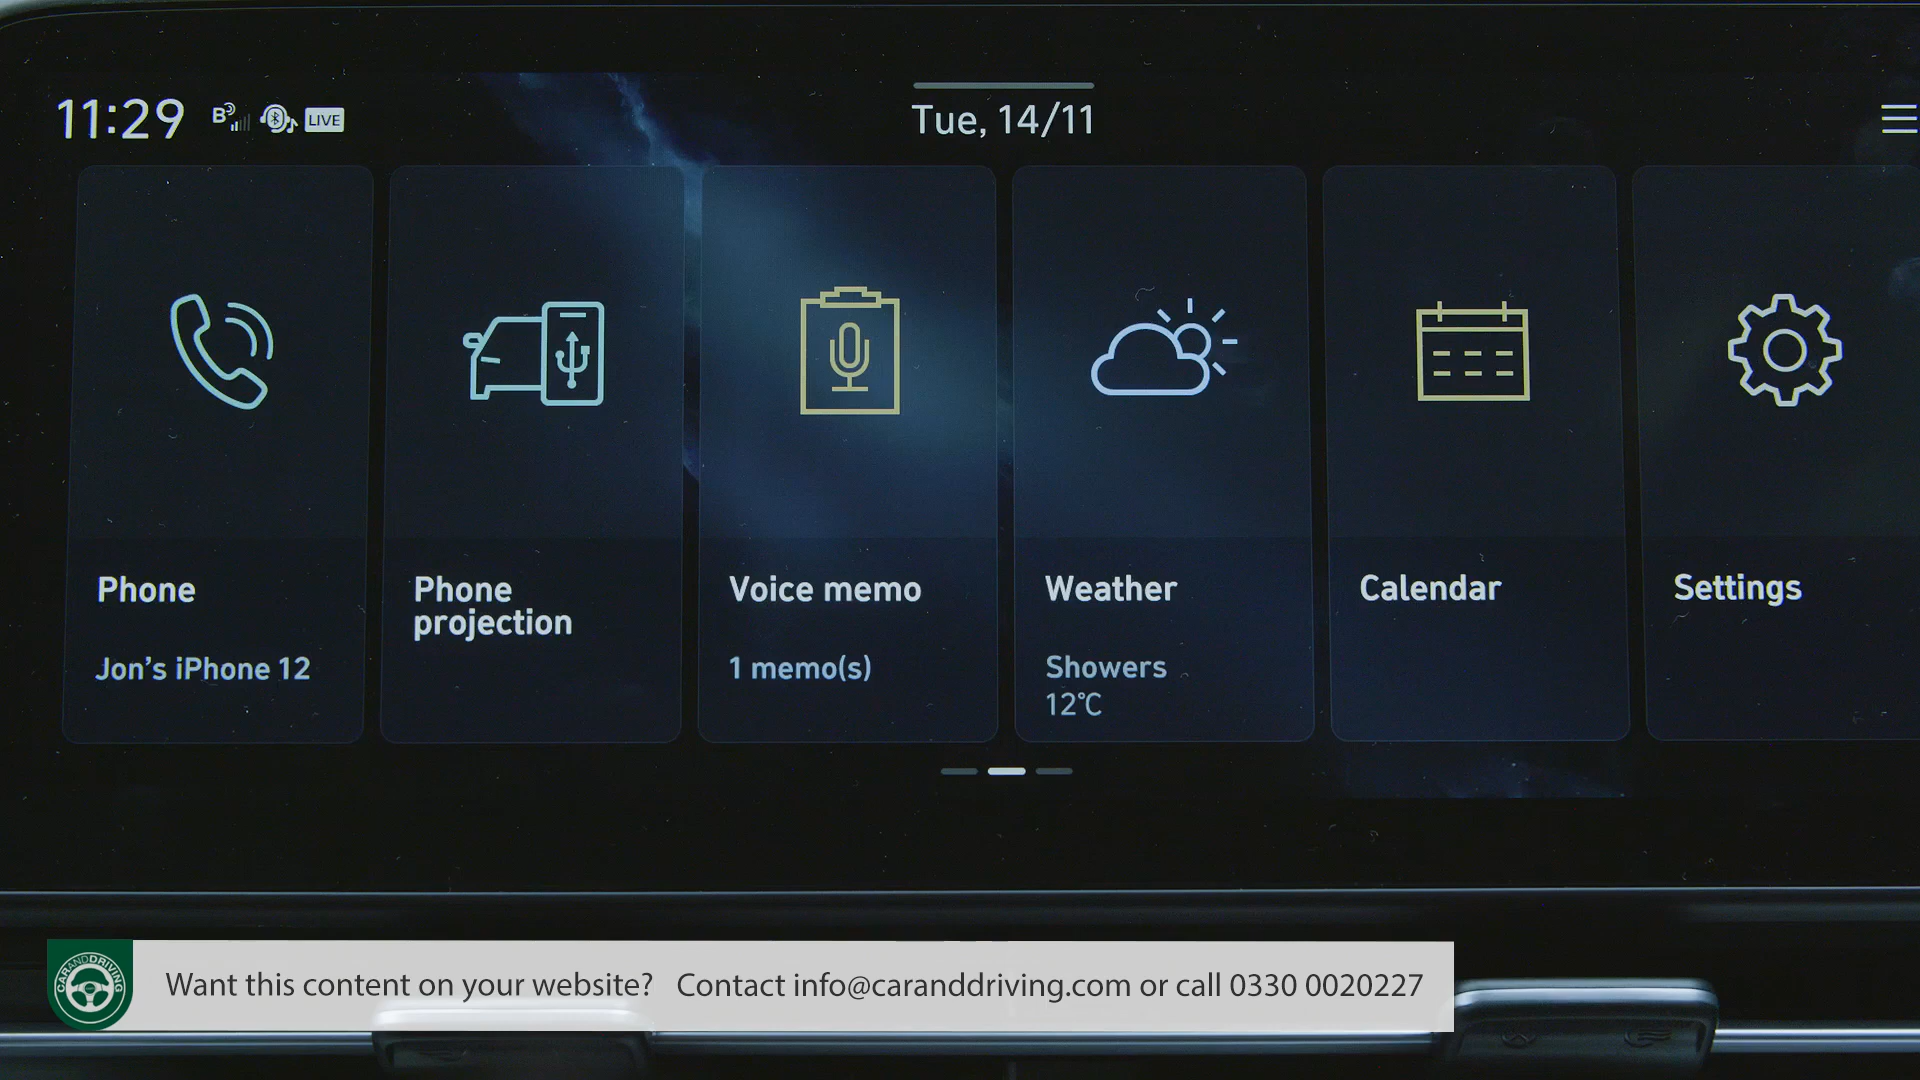 11:29 B LIVE
Tue, 14/11
Phone
Jon's iPhone 12
Phone
projection
Voice memo
1 memo(s)
Weather
Showers
12℃
Calendar
Settings
CARANDDRIVING
Want this content on your website? Contact info@caranddriving.com or call 0330 0020227